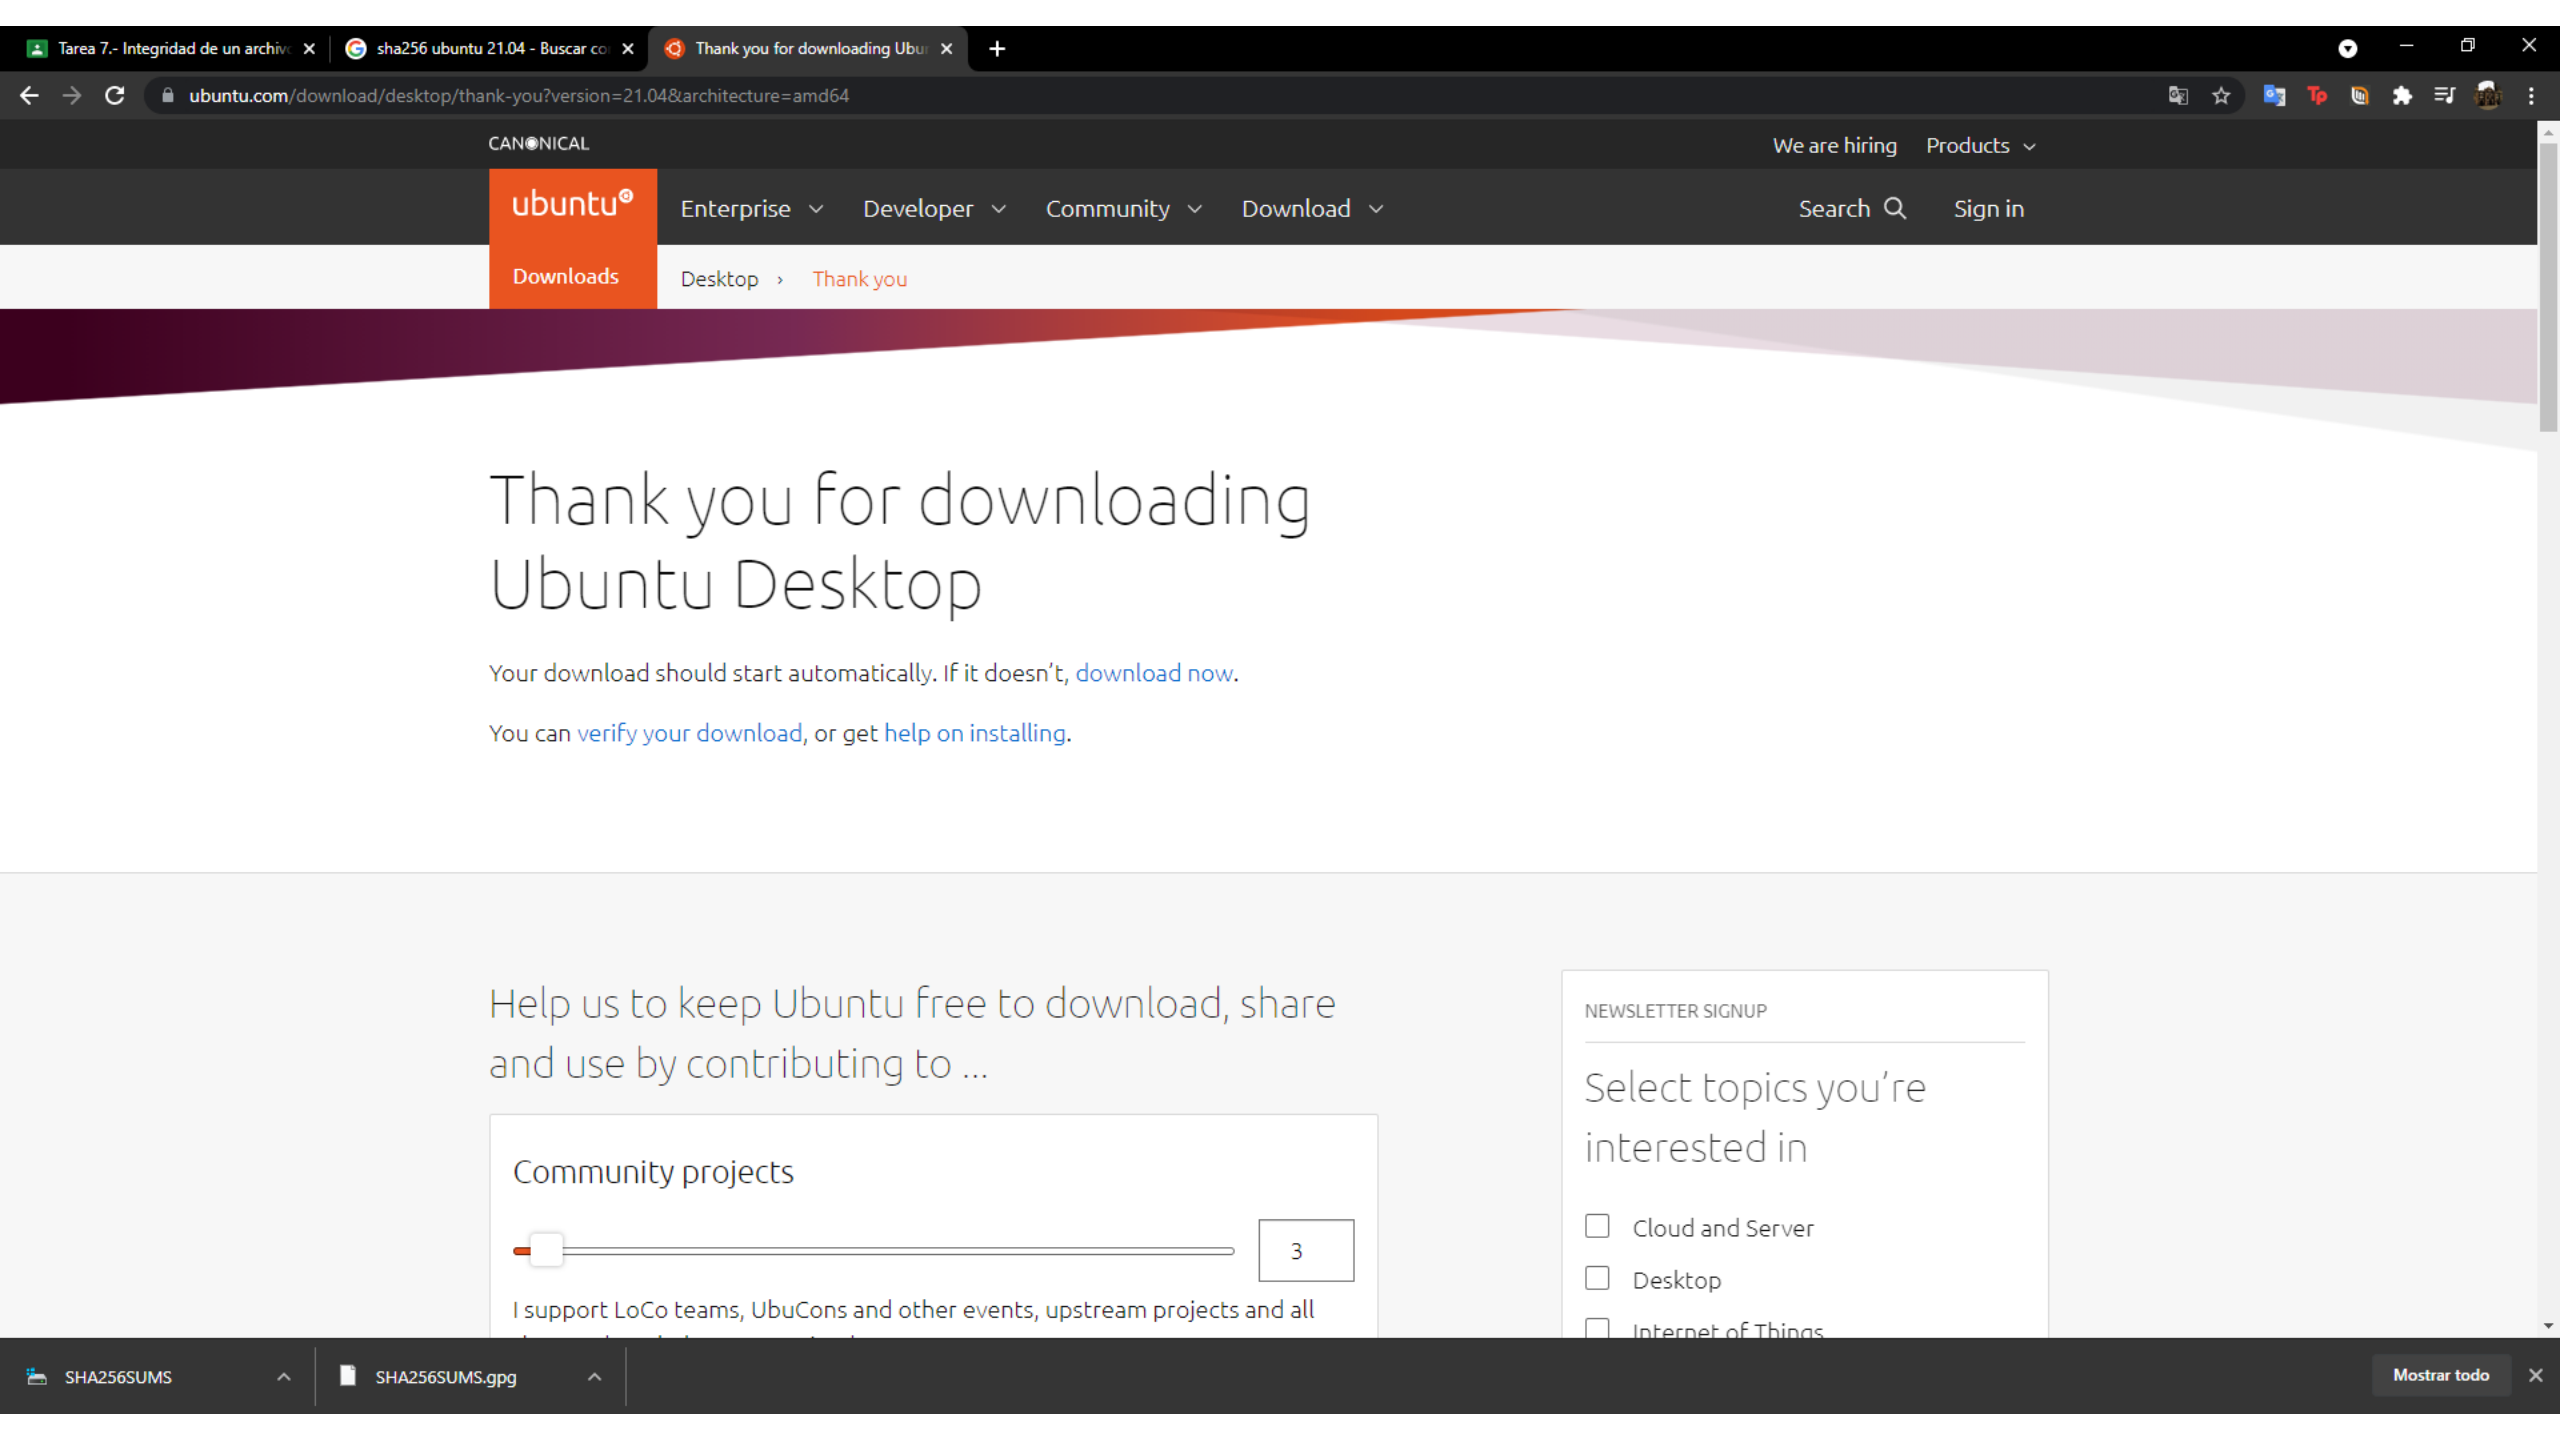 Tarea 7.- Integridad de un archivo
sha256 ubuntu 21.04 - Buscar co
Thank you for downloading Ubun
ubuntu.com/download/desktop/thank-you?version=21.04&architecture=amd64
CANONICAL
We are hiring Products
ubuntu
Enterprise Developer Community Download
Search Sign in
Downloads
Desktop › Thank you
Thank you for downloading
Ubuntu Desktop
Your download should start automatically. If it doesn’t, download now.
You can verify your download, or get help on installing.
Help us to keep Ubuntu free to download, share
and use by contributing to ...
Community projects
3
I support LoCo teams, UbuCons and other events, upstream projects and all
NEWSLETTER SIGNUP
Select topics you’re
interested in
Cloud and Server
Desktop
Internet of Things
SHA256SUMS
SHA256SUMS.gpg
Mostrar todo